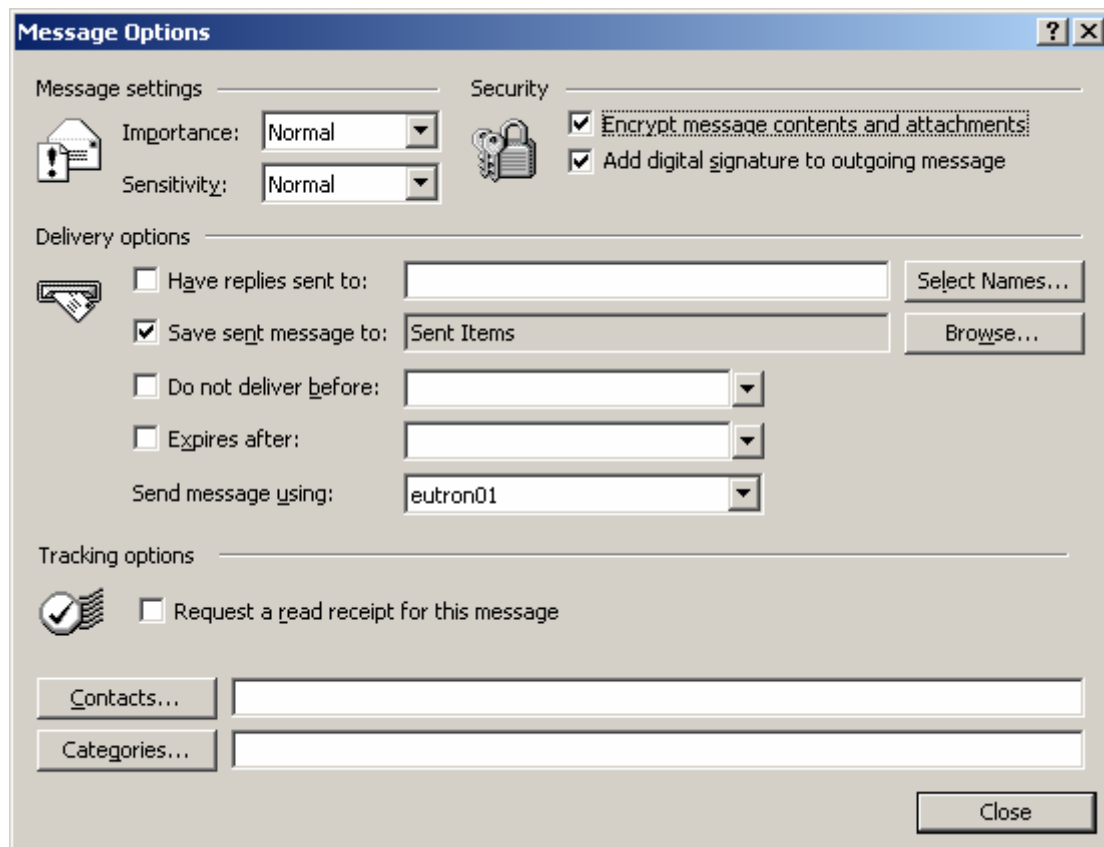 Message Options
Message settings
Security
Importance: Normal
Encrypt message contents and attachments
Sensitivity: Normal
Add digital signature to outgoing message
Delivery options
Have replies sent to: Select Names...
Save sent message to: Sent Items Browse...
Do not deliver before:
Expires after:
Send message using: eutron01
Tracking options
Request a read receipt for this message
Contacts...
Categories...
Close